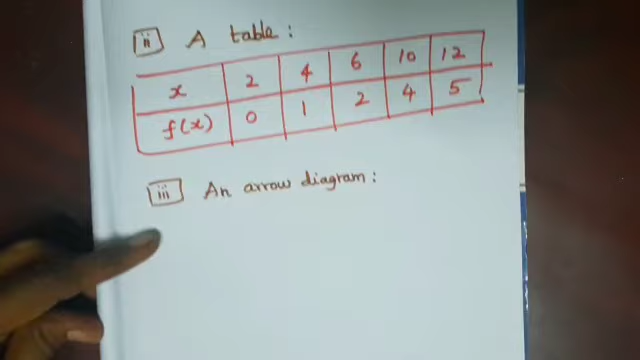 ii A table :
x 2 4 6 10 12
f(x) 0 1 2 4 5
iii An arrow diagram :